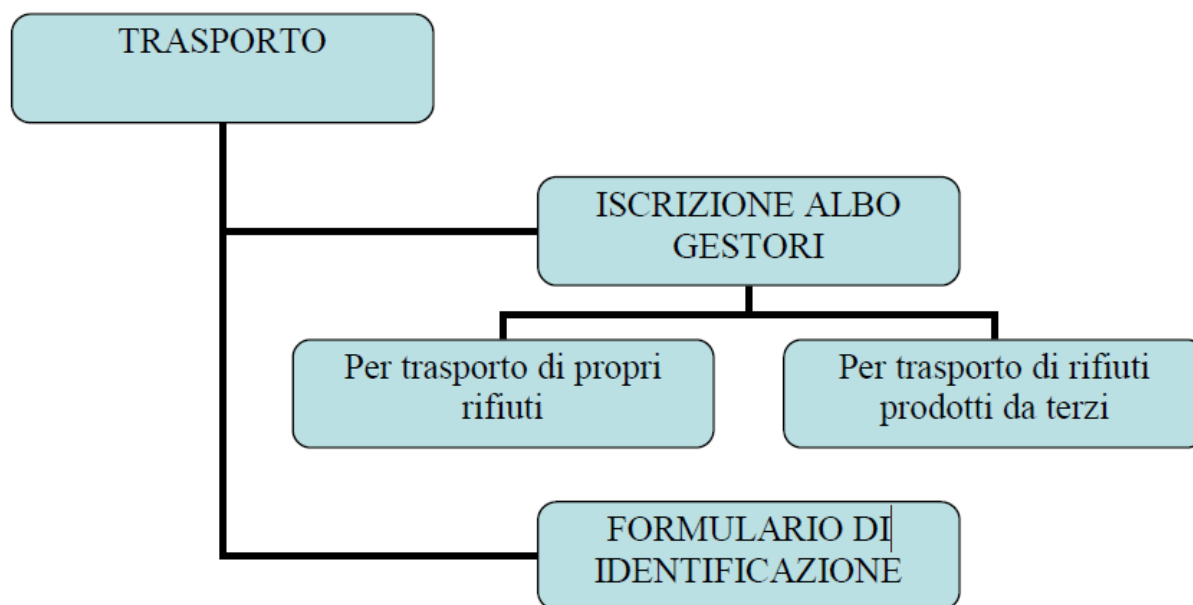 TRASPORTO
ISCRIZIONE ALBO
GESTORI
Per trasporto di propri
rifiuti
Per trasporto di rifiuti
prodotti da terzi
FORMULARIO DI
IDENTIFICAZIONE